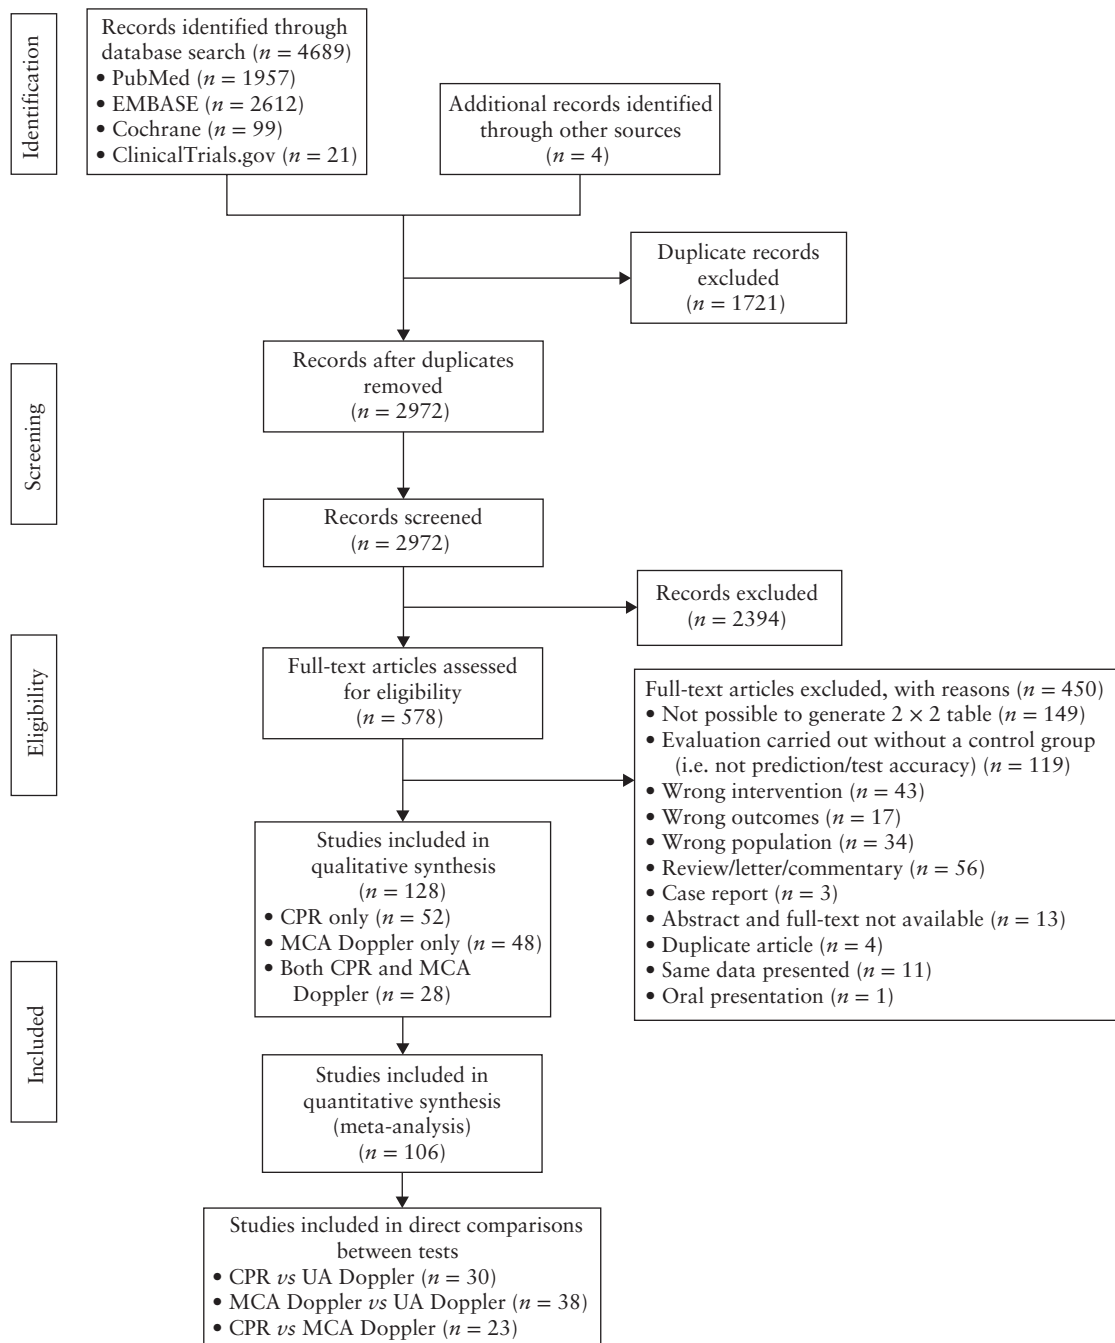 Identification
Records identified through
database search (n = 4689)
• PubMed (n = 1957)
• EMBASE (n = 2612)
• Cochrane (n = 99)
• ClinicalTrials.gov (n = 21)
Additional records identified
through other sources
(n = 4)
Duplicate records
excluded
(n = 1721)
Screening
Records after duplicates
removed
(n = 2972)
Records screened
(n = 2972)
Records excluded
(n = 2394)
Eligibility
Full-text articles assessed
for eligibility
(n = 578)
Full-text articles excluded, with reasons (n = 450)
• Not possible to generate 2 × 2 table (n = 149)
• Evaluation carried out without a control group
(i.e. not prediction/test accuracy) (n = 119)
• Wrong intervention (n = 43)
• Wrong outcomes (n = 17)
• Wrong population (n = 34)
• Review/letter/commentary (n = 56)
• Case report (n = 3)
• Abstract and full-text not available (n = 13)
• Duplicate article (n = 4)
• Same data presented (n = 11)
• Oral presentation (n = 1)
Included
Studies included in
qualitative synthesis
(n = 128)
• CPR only (n = 52)
• MCA Doppler only (n = 48)
• Both CPR and MCA
Doppler (n = 28)
Studies included in
quantitative synthesis
(meta-analysis)
(n = 106)
Studies included in direct comparisons
between tests
• CPR vs UA Doppler (n = 30)
• MCA Doppler vs UA Doppler (n = 38)
• CPR vs MCA Doppler (n = 23)